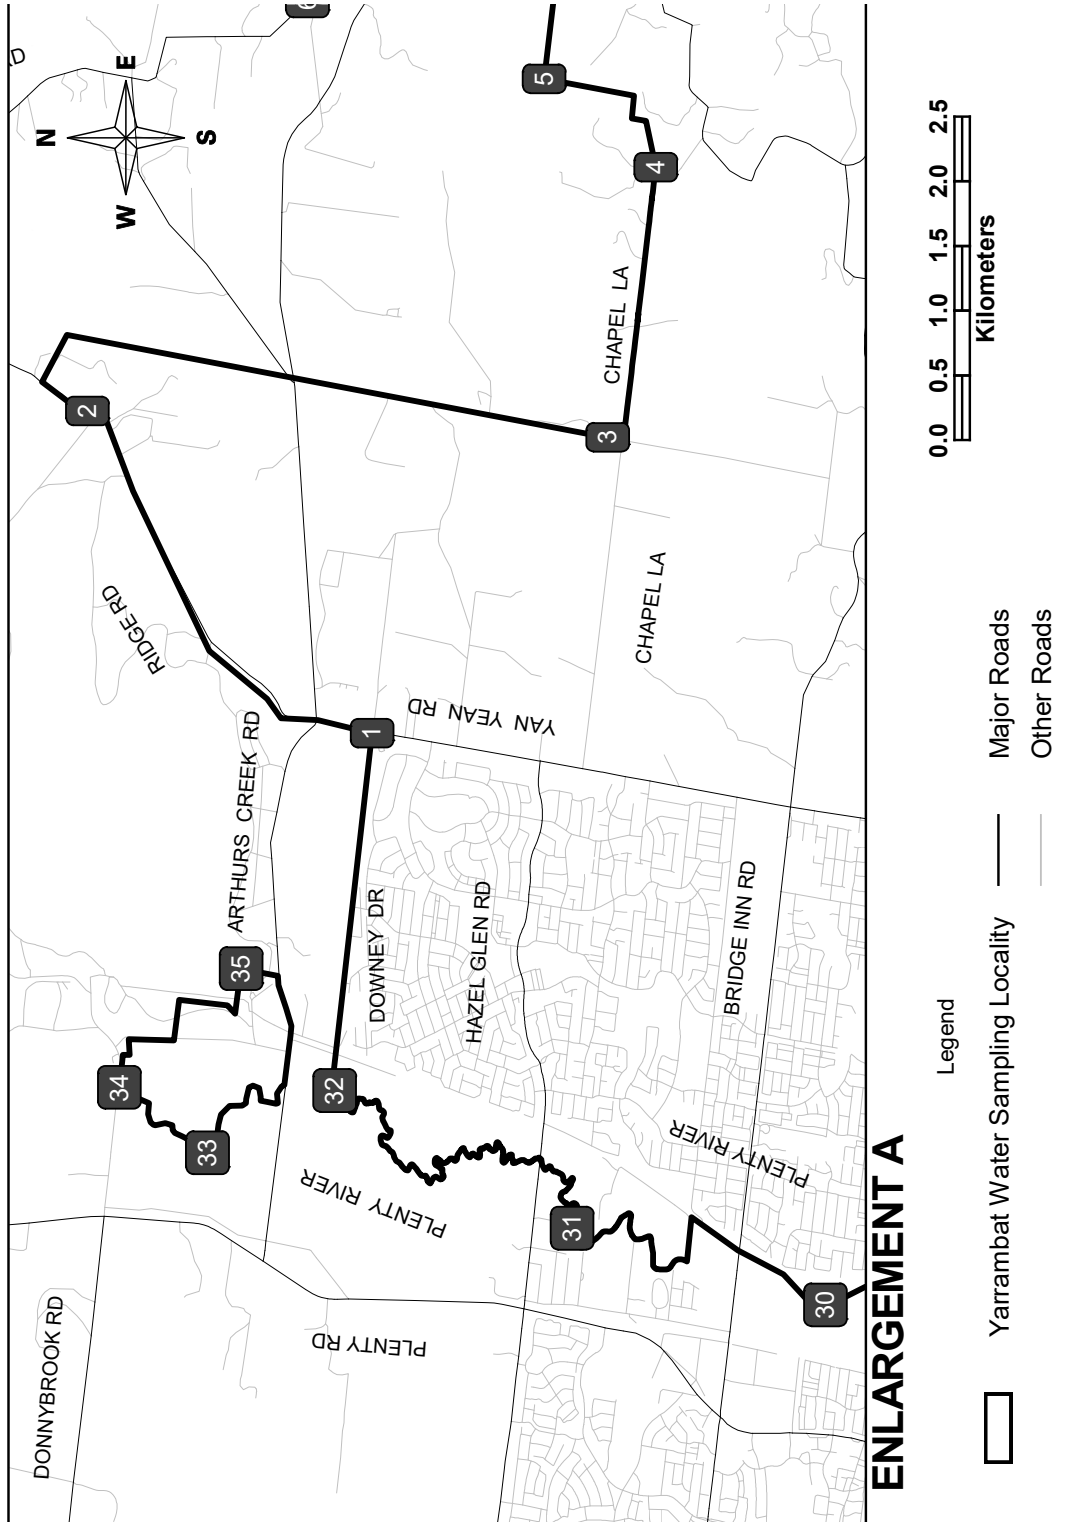 6
RD
N
E
S
W
5
4
CHAPEL LA
3
2
RIDGE RD
CHAPEL LA
YAN YEAN RD
1
ARTHURS CREEK RD
35
34
33
32
DOWNEY DR
HAZEL GLEN RD
BRIDGE INN RD
PLENTY RIVER
PLENTY RIVER
31
30
PLENTY RD
DONNYBROOK RD
ENLARGEMENT A
0.0 0.5 1.0 1.5 2.0 2.5
Kilometers
Legend
Yarrambat Water Sampling Locality
Major Roads
Other Roads